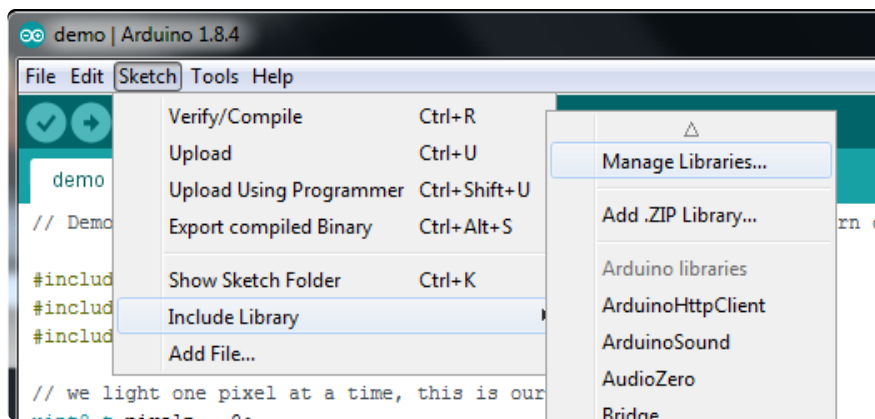 demo | Arduino 1.8.4
File Edit Sketch Tools Help
Verify/Compile Ctrl+R
Upload Ctrl+U
Upload Using Programmer Ctrl+Shift+U
Export compiled Binary Ctrl+Alt+S
Show Sketch Folder Ctrl+K
Include Library
Add File...
Manage Libraries...
Add .ZIP Library...
Arduino libraries
ArduinoHttpClient
ArduinoSound
AudioZero
Bridge
demo
// Demo
#includ
#includ
#includ
// we light one pixel at a time, this is our